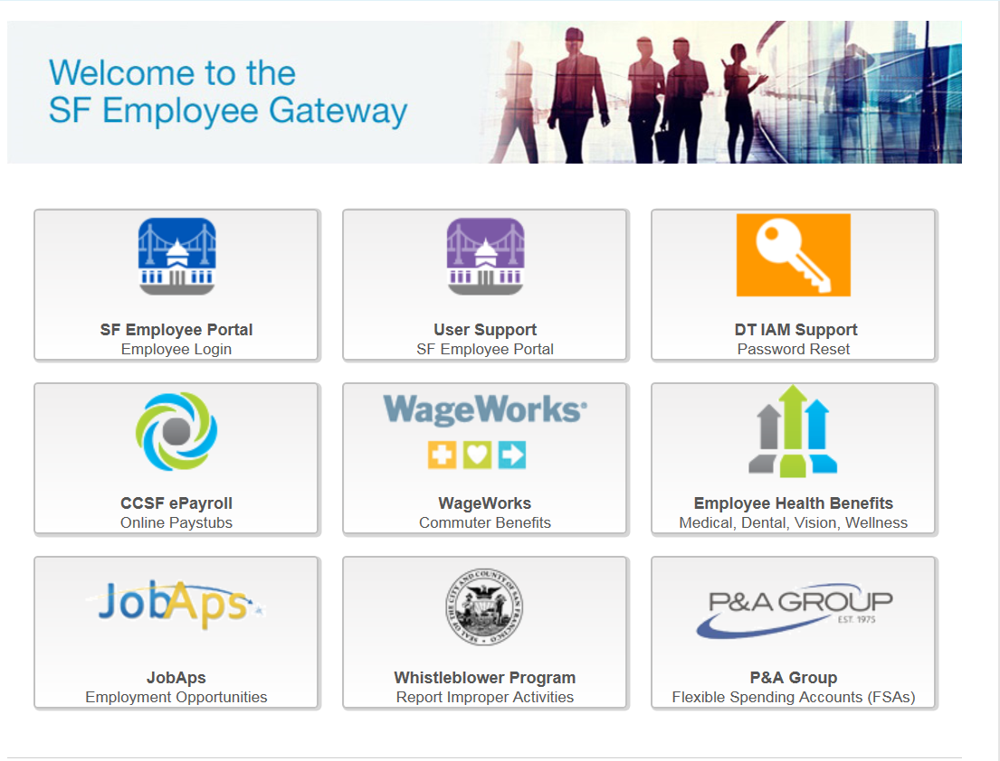 Welcome to the
SF Employee Gateway
SF Employee Portal
Employee Login
User Support
SF Employee Portal
DT IAM Support
Password Reset
CCSF ePayroll
Online Paystubs
WageWorks
WageWorks
Commuter Benefits
Employee Health Benefits
Medical, Dental, Vision, Wellness
JobAps
JobAps
Employment Opportunities
SEAL OF THE CITY AND COUNTY OF SAN FRANCISCO
Whistleblower Program
Report Improper Activities
P&A GROUP
EST. 1975
P&A Group
Flexible Spending Accounts (FSAs)